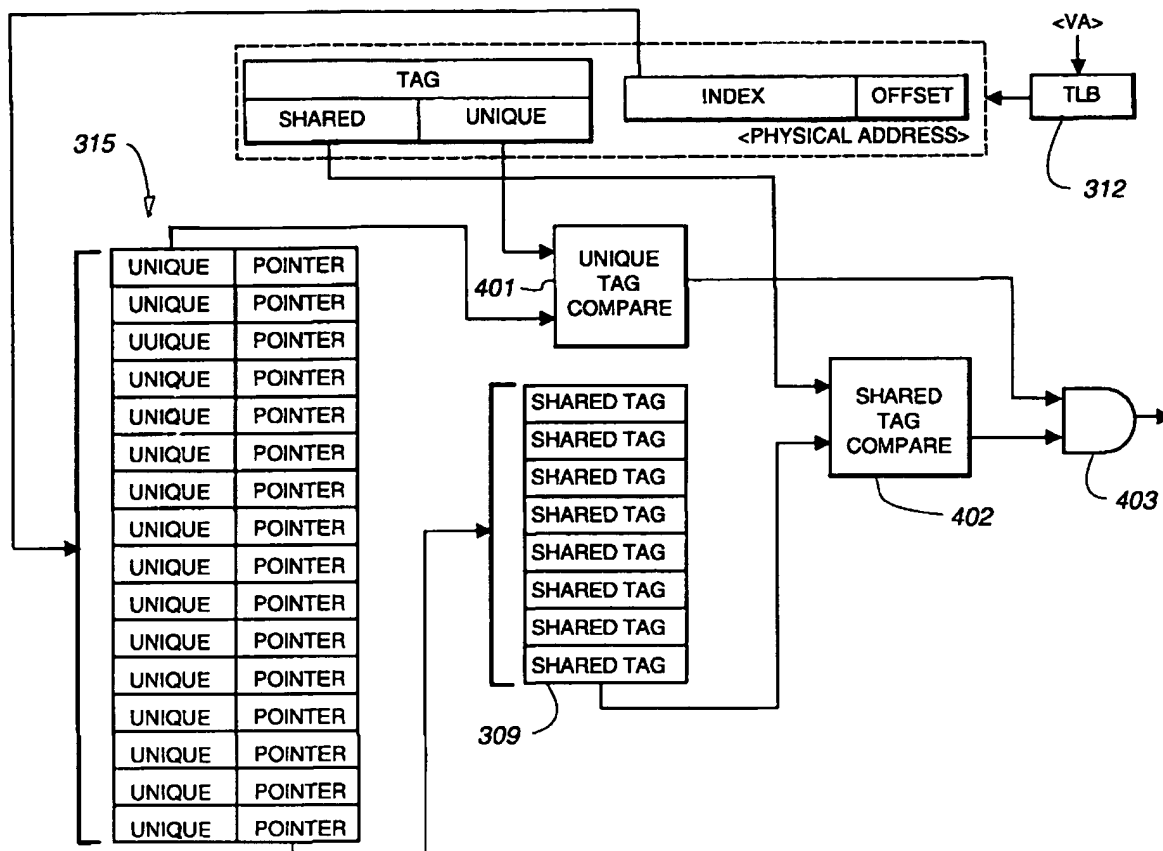 <VA>
TAG
SHARED UNIQUE
INDEX OFFSET
<PHYSICAL ADDRESS>
TLB
312
315
UNIQUE POINTER
UNIQUE POINTER
UUIQUE POINTER
UNIQUE POINTER
UNIQUE POINTER
UNIQUE POINTER
UNIQUE POINTER
UNIQUE POINTER
UNIQUE POINTER
UNIQUE POINTER
UNIQUE POINTER
UNIQUE POINTER
UNIQUE POINTER
UNIQUE POINTER
UNIQUE POINTER
UNIQUE POINTER
401
UNIQUE
TAG
COMPARE
SHARED TAG
SHARED TAG
SHARED TAG
SHARED TAG
SHARED TAG
SHARED TAG
SHARED TAG
SHARED TAG
309
SHARED
TAG
COMPARE
402
403